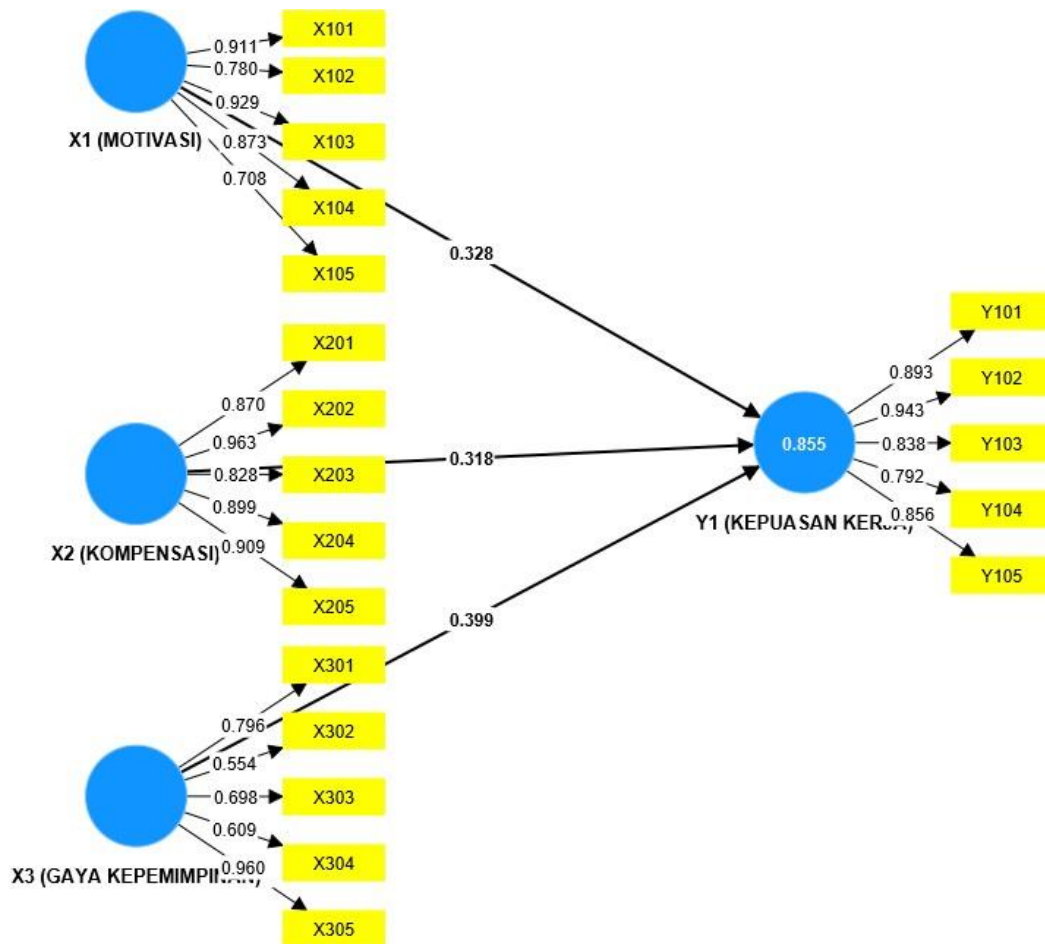 X101
0.911
X102
0.780
0.929
X103
X1 (MOTIVASI)
0.873
0.708
X104
X105
0.328
X201
0.870
X202
0.963
X203
0.828
0.318
0.899
X204
X2 (KOMPENSASI)
0.909
X205
Y101
0.893
Y102
0.943
0.855
0.838
Y103
0.792
Y104
Y1 (KEPUASAN KERJA)
0.856
Y105
0.399
X301
0.796
X302
0.554
0.698
X303
0.609
X304
X3 (GAYA KEPEMIMPINAN)
0.960
X305